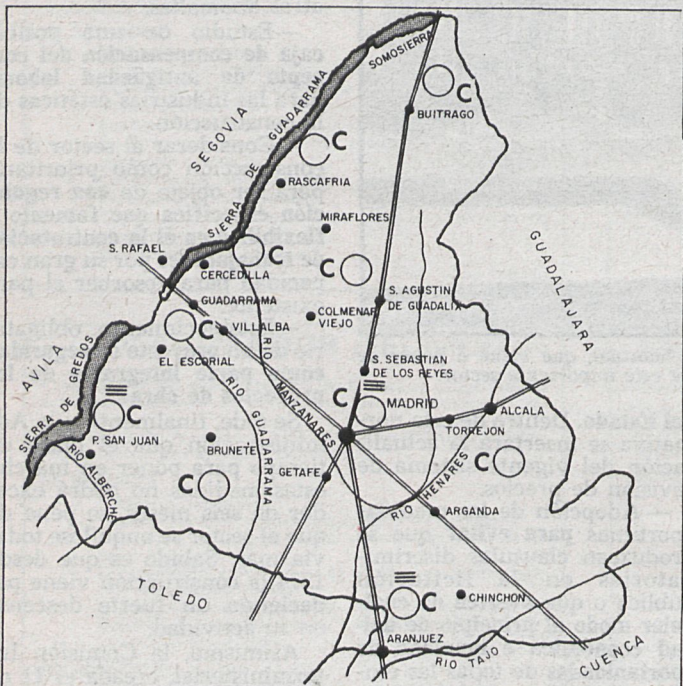 SOMOSIERRA
C
BUITRAGO
SEGOVIA
SIERRA DE GUADARRAMA
C
RASCAFRIA
MIRAFLORES
GUADALAJARA
S. RAFAEL
C
CERCEDILLA
C
GUADARRAMA
S. AGUSTIN
DE GUADALIX
COLMENAR
VIEJO
C
VILLALBA
EL ESCORIAL
RIO MANZANARES
S. SEBASTIAN
DE LOS REYES
AVILA
SIERRA DE GREDOS
C
P. SAN JUAN
RIO ALBERCHE
RIO GUADARRAMA
C
MADRID
ALCALA
TORREJON
BRUNETE
C
GETAFE
RIO HENARES
C
ARGANDA
TOLEDO
C
CHINCHON
ARANJUEZ
RIO TAJO
CUENCA